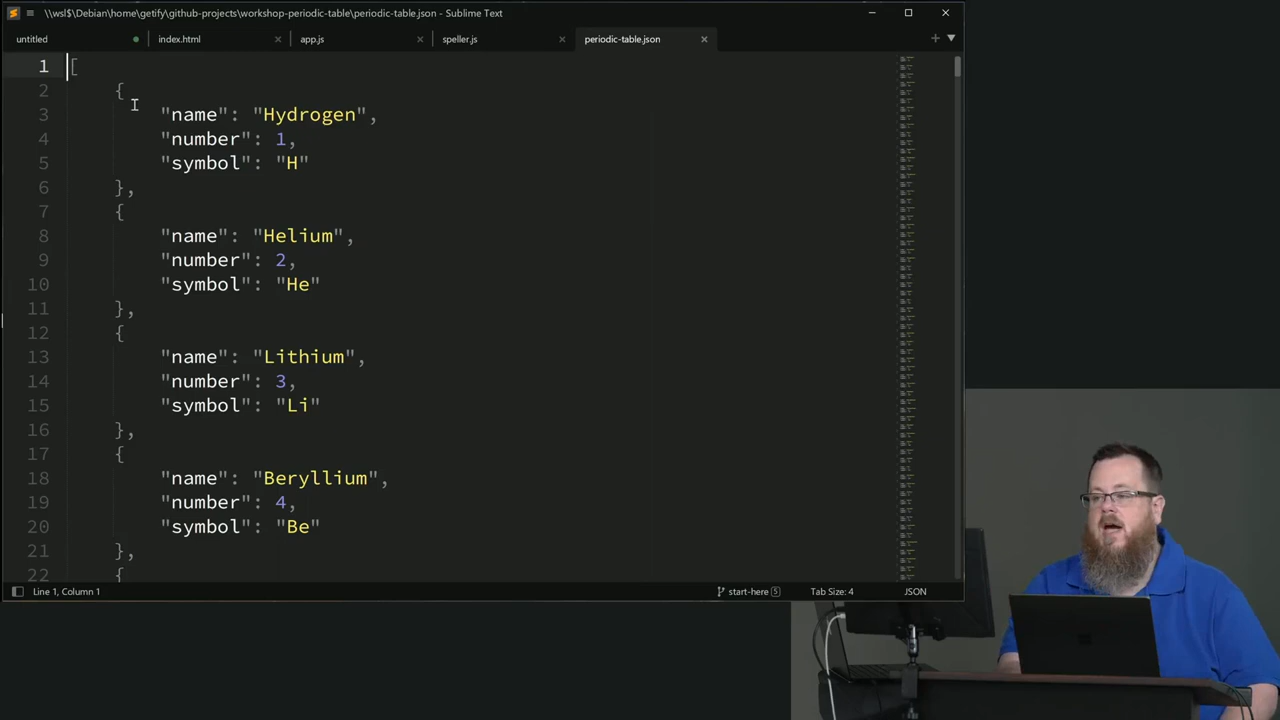 \\wsl$\Debian\home\getify\github-projects\workshop-periodic-table\periodic-table.json - Sublime Text
untitled index.html app.js speller.js periodic-table.json
1 [
2 {
3 "name": "Hydrogen",
4 "number": 1,
5 "symbol": "H"
6 },
7 {
8 "name": "Helium",
9 "number": 2,
10 "symbol": "He"
11 },
12 {
13 "name": "Lithium",
14 "number": 3,
15 "symbol": "Li"
16 },
17 {
18 "name": "Beryllium",
19 "number": 4,
20 "symbol": "Be"
21 },
22 {
Line 1, Column 1 start-here 5 Tab Size: 4 JSON